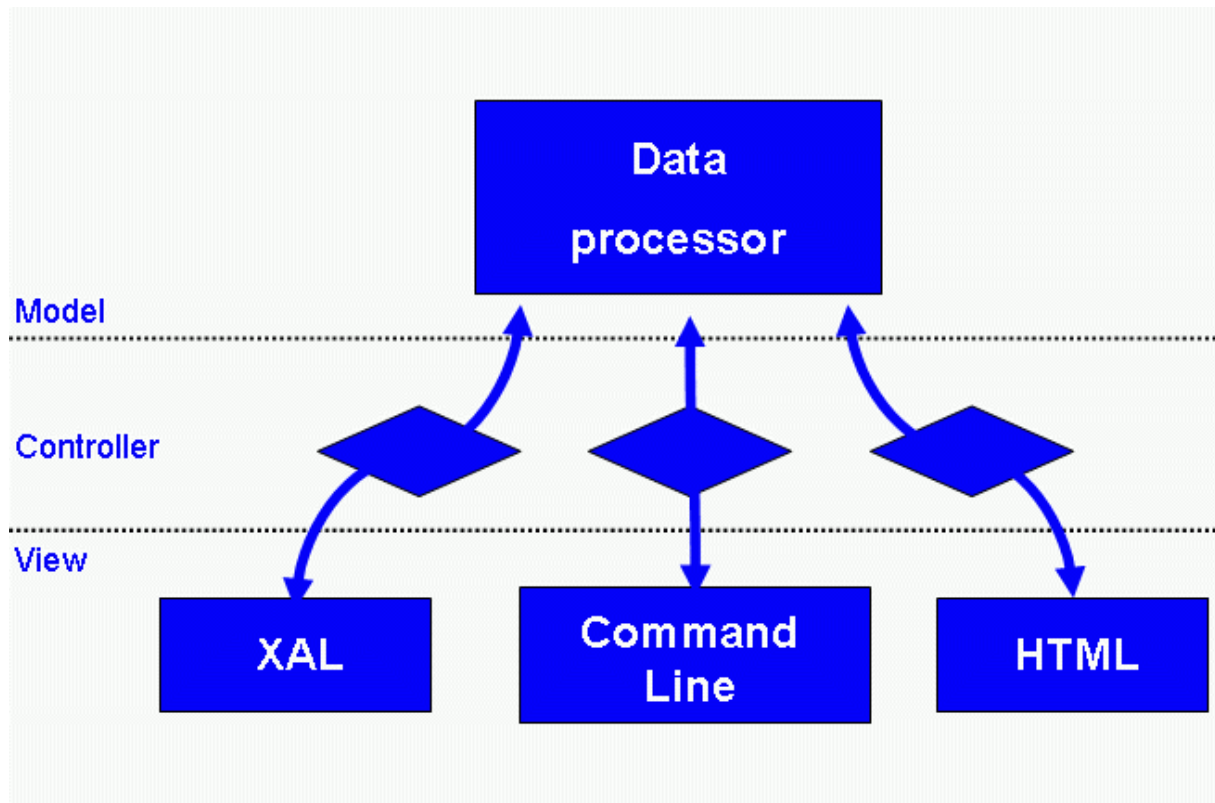 Data
processor
Model
Controller
View
XAL
Command
Line
HTML